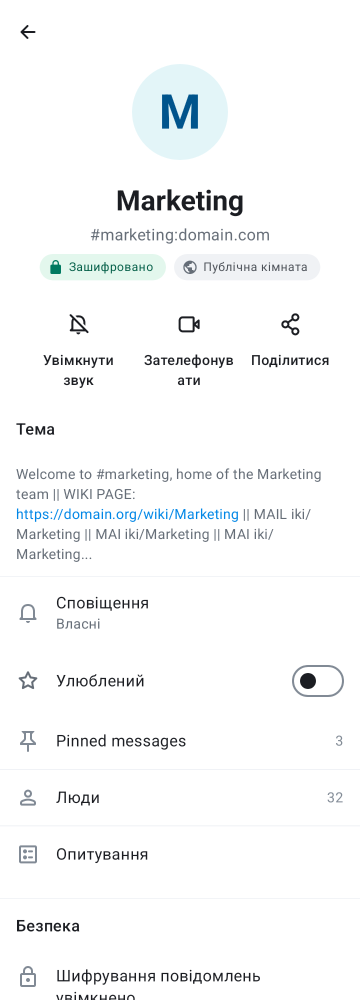 M
Marketing
#marketing:domain.com
Зашифровано
Публічна кімната
Увімкнути
звук
Зателефонув
ати
Поділитися
Тема
Welcome to #marketing, home of the Marketing
team || WIKI PAGE:
https://domain.org/wiki/Marketing || MAIL iki/
Marketing || MAI iki/Marketing || MAI iki/
Marketing...
Сповіщення
Власні
Улюблений
Pinned messages
3
Люди
32
Опитування
Безпека
Шифрування повідомлень
увімкнено